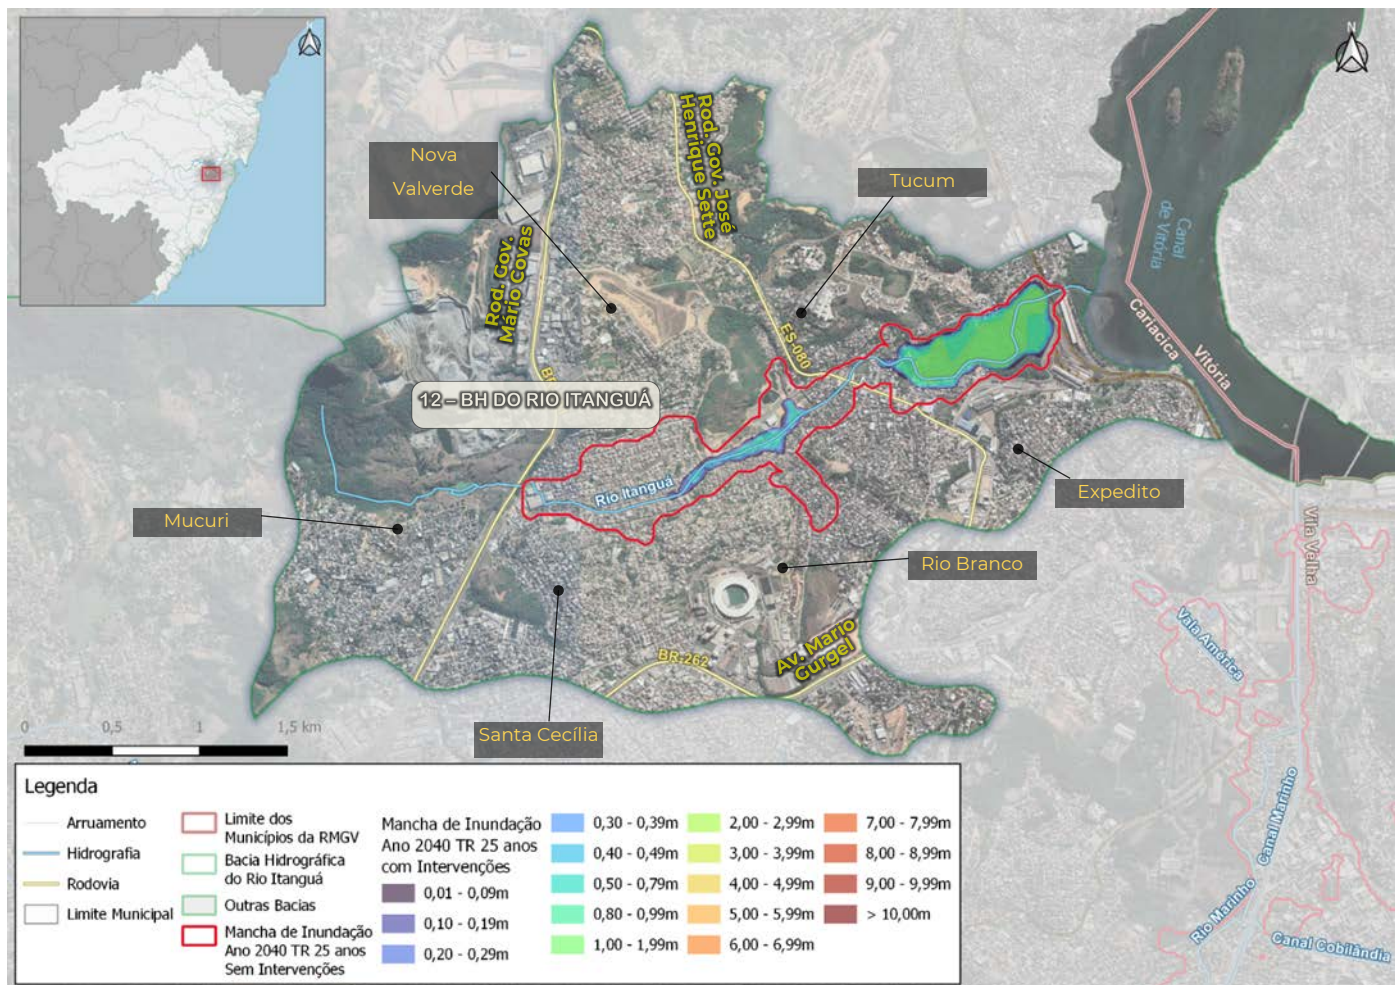 N
N
Nova
Valverde
Rod. Gov. José
Henrique Sette
Tucum
Canal
de Vitória
Rod. Gov.
Mário Covas
ES-080
Cariacica
Vitória
BR
12 – BH DO RIO ITANGUÁ
Rio Itanguá
Expedito
Mucuri
Rio Branco
Vila Velha
Vala América
Av. Mario
Gurgel
BR-262
Santa Cecília
0 0,5 1 1,5 km
Canal Marinho
Rio Marinho
Canal Cobilândia
Legenda
Arruamento
Hidrografia
Rodovia
Limite Municipal
Limite dos
Municípios da RMGV
Bacia Hidrográfica
do Rio Itanguá
Outras Bacias
Mancha de Inundação
Ano 2040 TR 25 anos
Sem Intervenções
Mancha de Inundação
Ano 2040 TR 25 anos
com Intervenções
0,01 - 0,09m
0,10 - 0,19m
0,20 - 0,29m
0,30 - 0,39m
0,40 - 0,49m
0,50 - 0,79m
0,80 - 0,99m
1,00 - 1,99m
2,00 - 2,99m
3,00 - 3,99m
4,00 - 4,99m
5,00 - 5,99m
6,00 - 6,99m
7,00 - 7,99m
8,00 - 8,99m
9,00 - 9,99m
> 10,00m